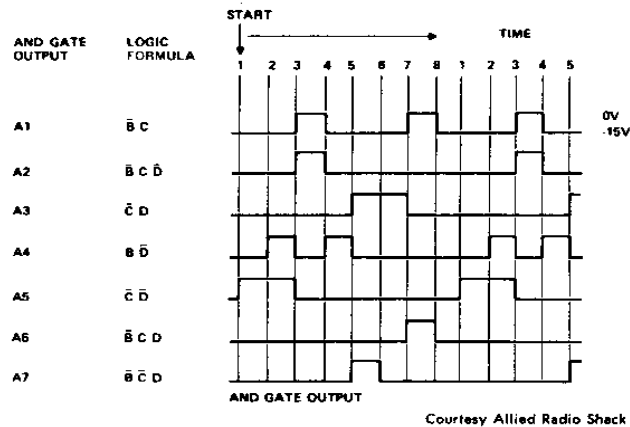 START
AND GATE OUTPUT
LOGIC FORMULA
TIME
1 2 3 4 5 6 7 8 1 2 3 4 5
A1 B̄ C
0V
-15V
A2 B̄ C D̄
A3 C̄ D
A4 B D̄
A5 C̄ D̄
A6 B̄ C D
A7 B̄ C̄ D
AND GATE OUTPUT
Courtesy Allied Radio Shack